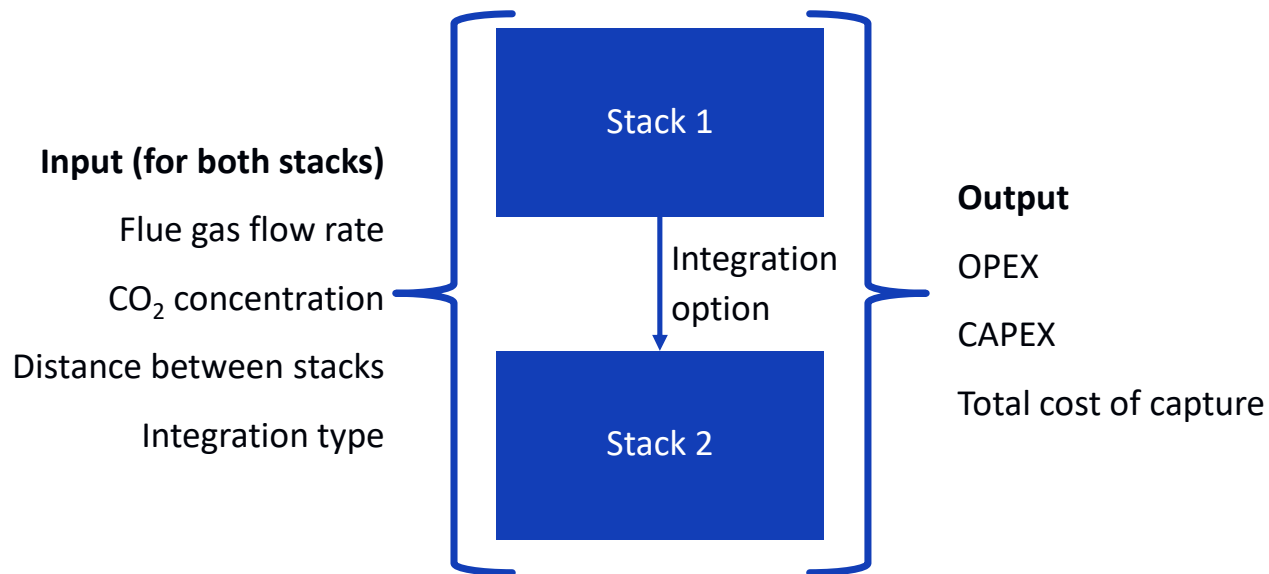 Input (for both stacks)
Flue gas flow rate
CO₂ concentration
Distance between stacks
Integration type
Stack 1
Integration
option
Stack 2
Output
OPEX
CAPEX
Total cost of capture